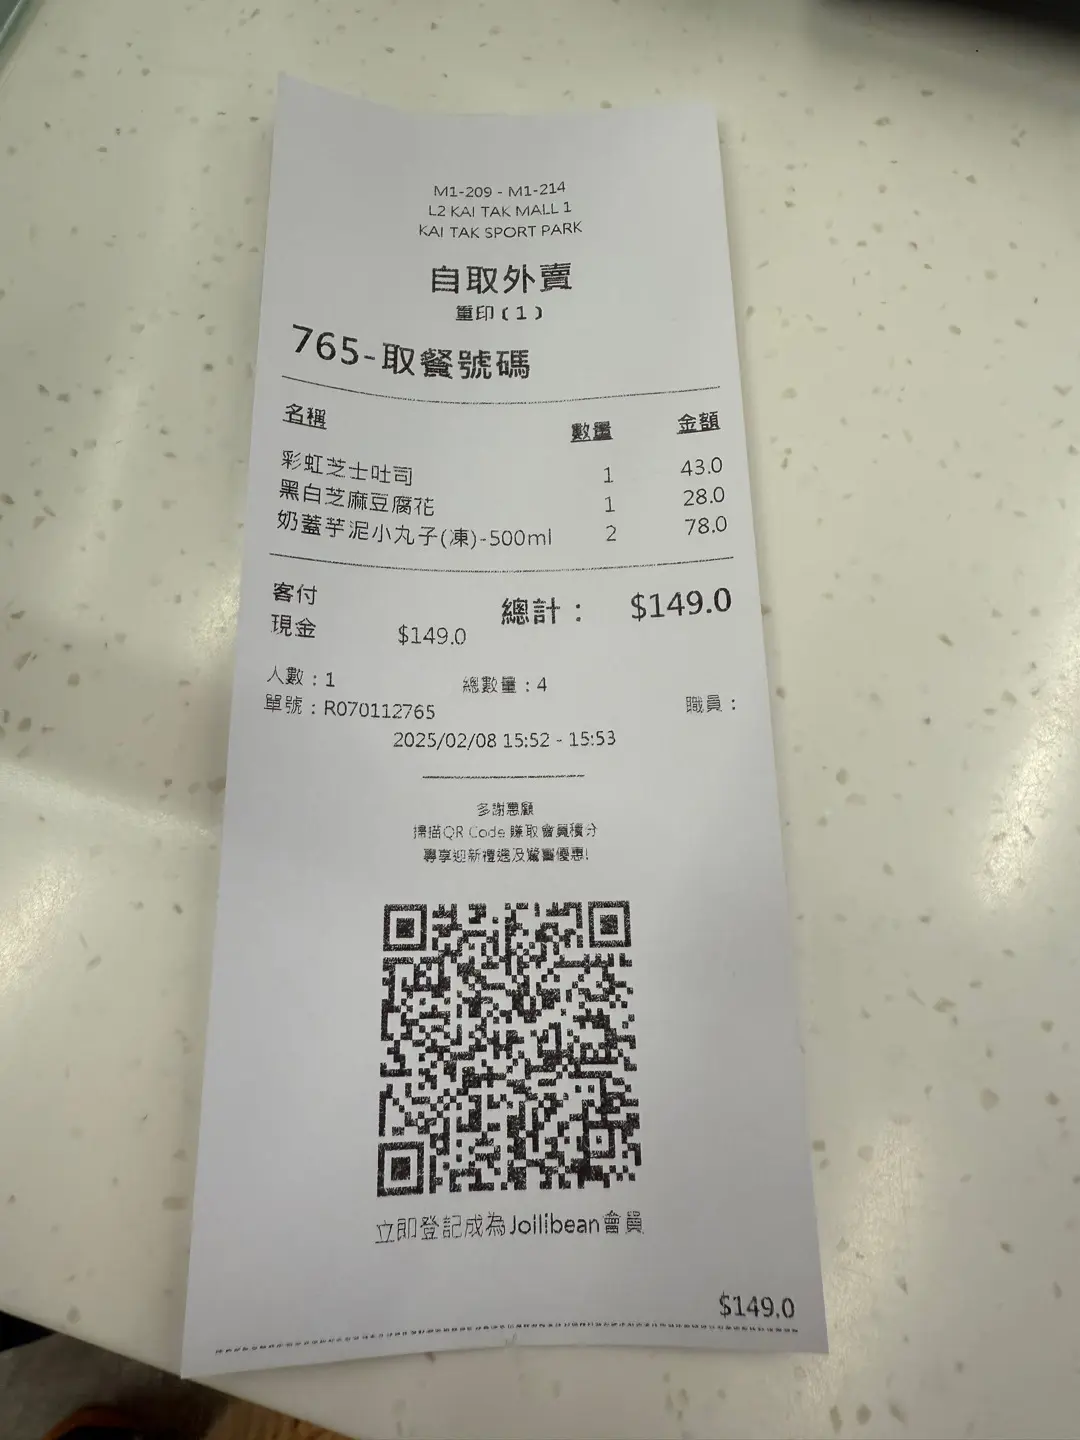 M1-209 - M1-214
L2 KAI TAK MALL 1
KAI TAK SPORT PARK
自取外賣
重印(1)
765-取餐號碼
名稱 數量 金額
彩虹芝士吐司 1 43.0
黑白芝麻豆腐花 1 28.0
奶蓋芋泥小丸子(凍)-500ml 2 78.0
客付 總計： $149.0
現金 $149.0
人數：1 總數量：4
單號：R070112765 職員：
2025/02/08 15:52 - 15:53
多謝惠顧
掃描QR Code 賺取會員積分
專享迎新禮遇及驚喜優惠!
立即登記成為Jollibean會員
$149.0